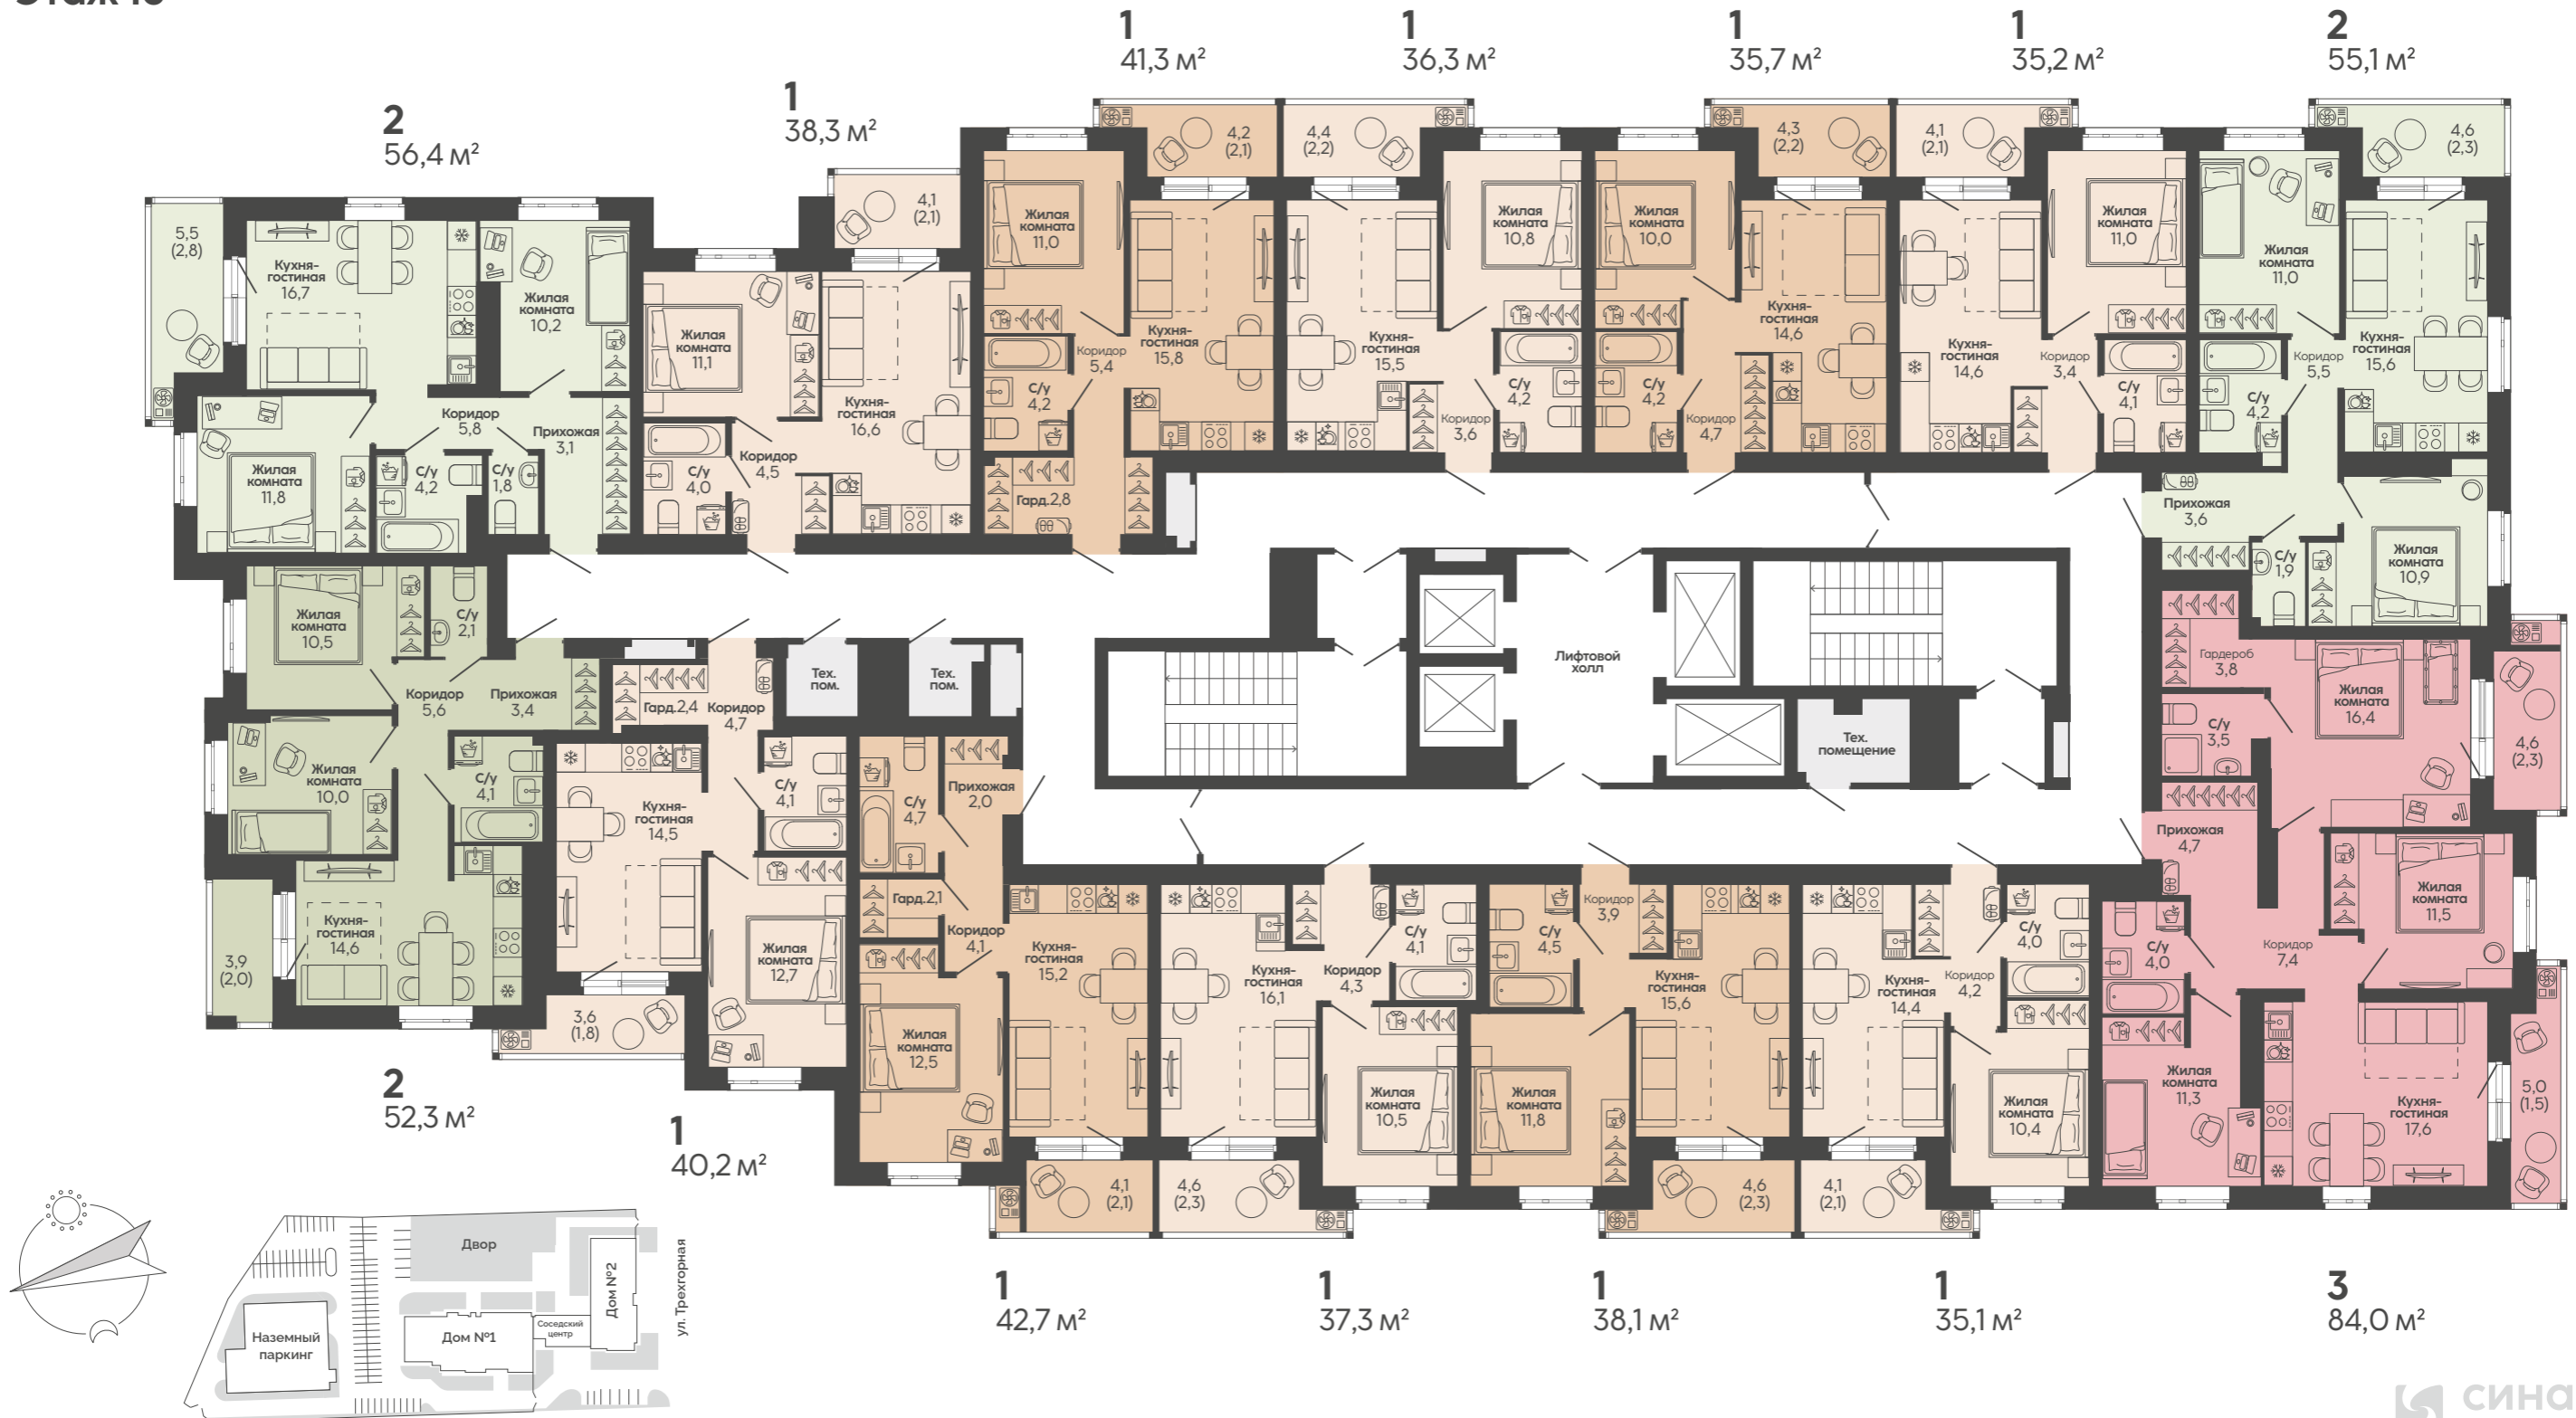 1
41,3 м²
1
36,3 м²
1
35,7 м²
1
35,2 м²
2
55,1 м²
2
56,4 м²
1
38,3 м²
5,5
(2,8)
Кухня-
гостиная
16,7
Жилая
комната
10,2
Жилая
комната
11,8
Коридор
5,8
Прихожая
3,1
С/у
4,2
С/у
1,8
4,1
(2,1)
Жилая
комната
11,1
Кухня-
гостиная
16,6
Коридор
4,5
С/у
4,0
4,2
(2,1)
Жилая
комната
11,0
Кухня-
гостиная
15,8
Коридор
5,4
С/у
4,2
Гард.2,8
4,4
(2,2)
Жилая
комната
10,8
Кухня-
гостиная
15,5
С/у
4,2
Коридор
3,6
4,3
(2,2)
Жилая
комната
10,0
Кухня-
гостиная
14,6
С/у
4,2
Коридор
4,7
4,1
(2,1)
Жилая
комната
11,0
Кухня-
гостиная
14,6
Коридор
3,4
С/у
4,1
4,6
(2,3)
Жилая
комната
11,0
Кухня-
гостиная
15,6
Коридор
5,5
С/у
4,2
Прихожая
3,6
С/у
1,9
Жилая
комната
10,9
Жилая
комната
10,5
С/у
2,1
Коридор
5,6
Прихожая
3,4
Жилая
комната
10,0
С/у
4,1
Кухня-
гостиная
14,6
3,9
(2,0)
Гард.2,4
Коридор
4,7
Кухня-
гостиная
14,5
С/у
4,1
Жилая
комната
12,7
3,6
(1,8)
Тех.
пом.
Тех.
пом.
Лифтовой
холл
Тех.
помещение
С/у
4,7
Прихожая
2,0
Гард.2,1
Коридор
4,1
Кухня-
гостиная
15,2
Жилая
комната
12,5
4,1
(2,1)
Кухня-
гостиная
16,1
Коридор
4,3
С/у
4,1
Жилая
комната
10,5
4,6
(2,3)
С/у
4,5
Коридор
3,9
Кухня-
гостиная
15,6
Жилая
комната
11,8
4,6
(2,3)
Кухня-
гостиная
14,4
Коридор
4,2
С/у
4,0
Жилая
комната
10,4
4,1
(2,1)
Гардероб
3,8
Жилая
комната
16,4
С/у
3,5
4,6
(2,3)
Прихожая
4,7
Жилая
комната
11,5
С/у
4,0
Коридор
7,4
Жилая
комната
11,3
Кухня-
гостиная
17,6
5,0
(1,5)
2
52,3 м²
1
40,2 м²
1
42,7 м²
1
37,3 м²
1
38,1 м²
1
35,1 м²
3
84,0 м²
Двор
Дом №2
Дом №1
Соседский
центр
Наземный
паркинг
ул. Трехгорная
сина